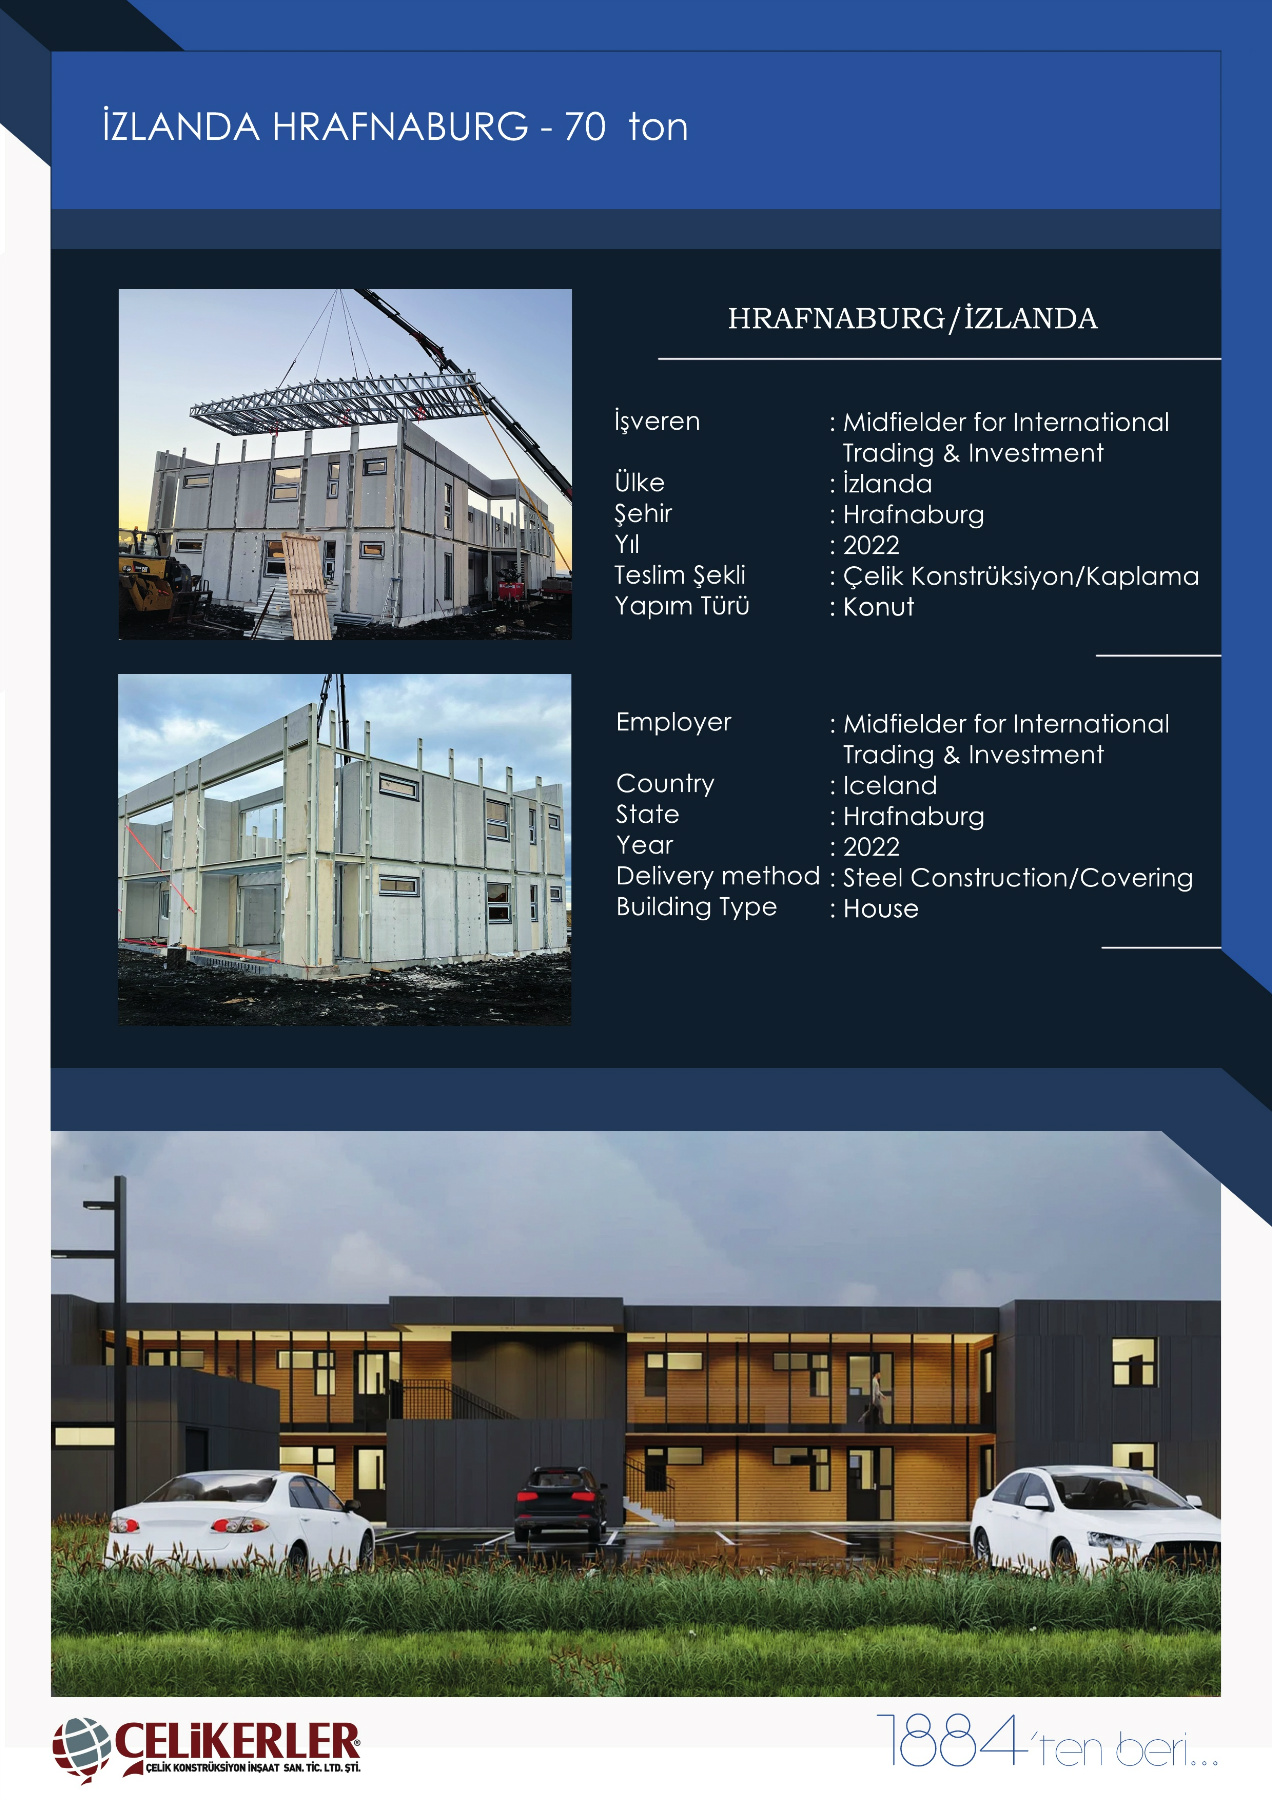 İZLANDA HRAFNABURG - 70 ton
HRAFNABURG/İZLANDA
İşveren : Midfielder for International
Trading & Investment
Ülke : İzlanda
Şehir : Hrafnaburg
Yıl : 2022
Teslim Şekli : Çelik Konstrüksiyon/Kaplama
Yapım Türü : Konut
Employer : Midfielder for International
Trading & Investment
Country : Iceland
State : Hrafnaburg
Year : 2022
Delivery method : Steel Construction/Covering
Building Type : House
ÇELiKERLER®
ÇELİK KONSTRÜKSİYON İNŞAAT SAN. TİC. LTD. ŞTİ.
1884'ten beri...